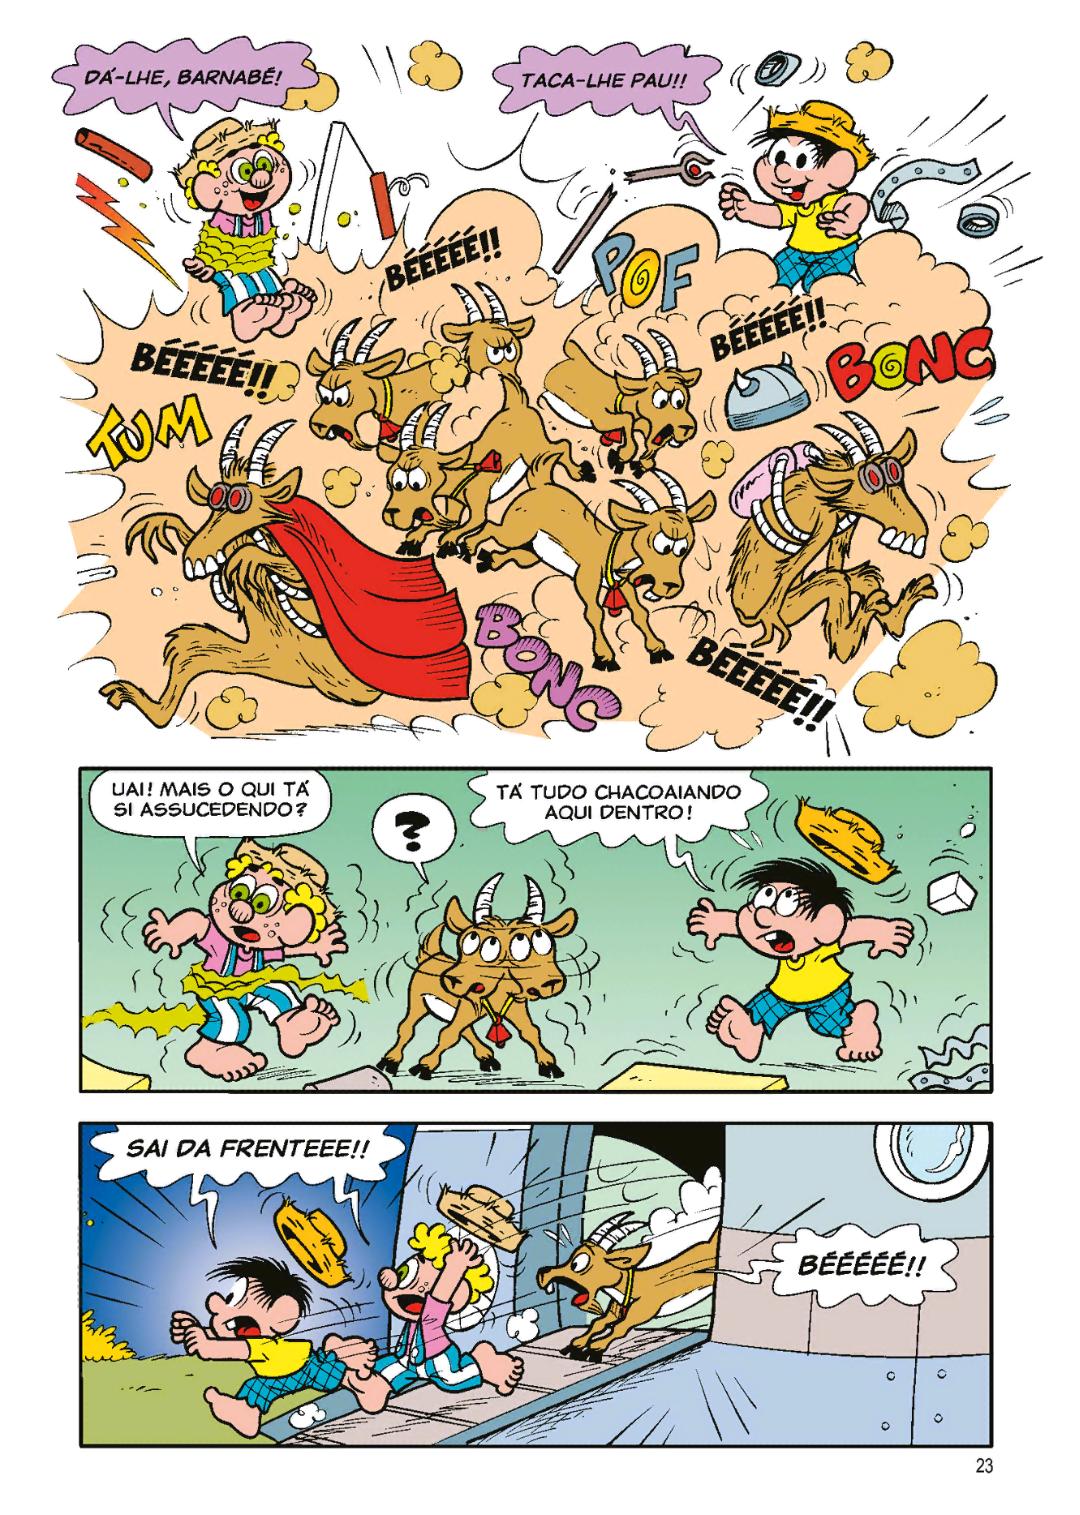 DÁ-LHE, BARNABÉ!
TACA-LHE PAU!!
BÉÉÉÉÉ!!
POF
BÉÉÉÉÉ!!
BÉÉÉÉÉ!!
BONC
TUM
BONC
BÉÉÉÉÉ!!
UAI! MAIS O QUI TÁ
SI ASSUCEDENDO?
?
TÁ TUDO CHACOAIANDO
AQUI DENTRO!
SAI DA FRENTEEE!!
BÉÉÉÉÉ!!
23